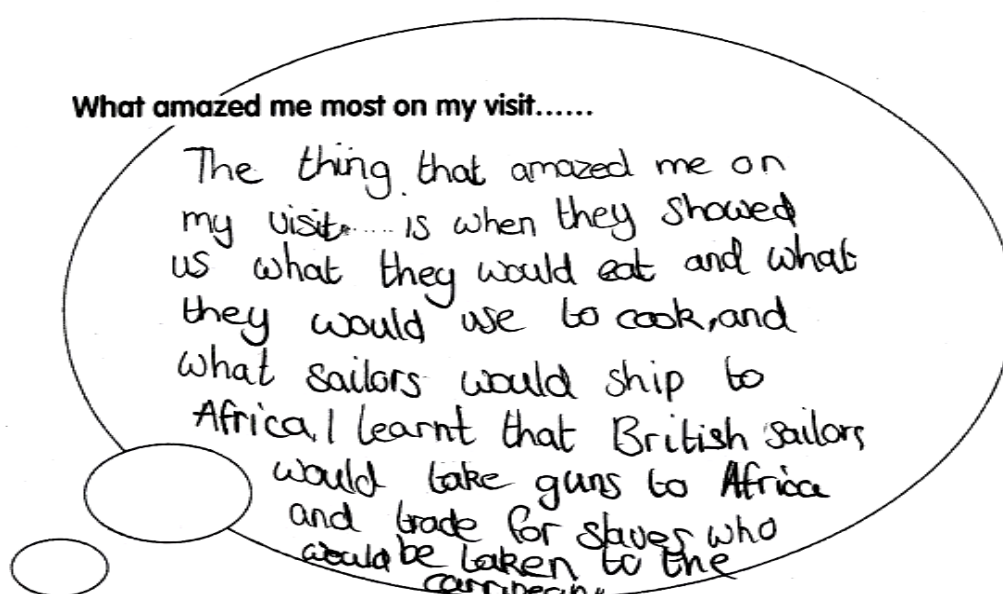 What amazed me most on my visit......
The thing that amazed me on
my visit..... is when they showed
us what they would eat and what
they would use to cook, and
what sailors would ship to
Africa. I learnt that British sailors
would take guns to Africa
and trade for slaves who
would be taken to the
carribean.